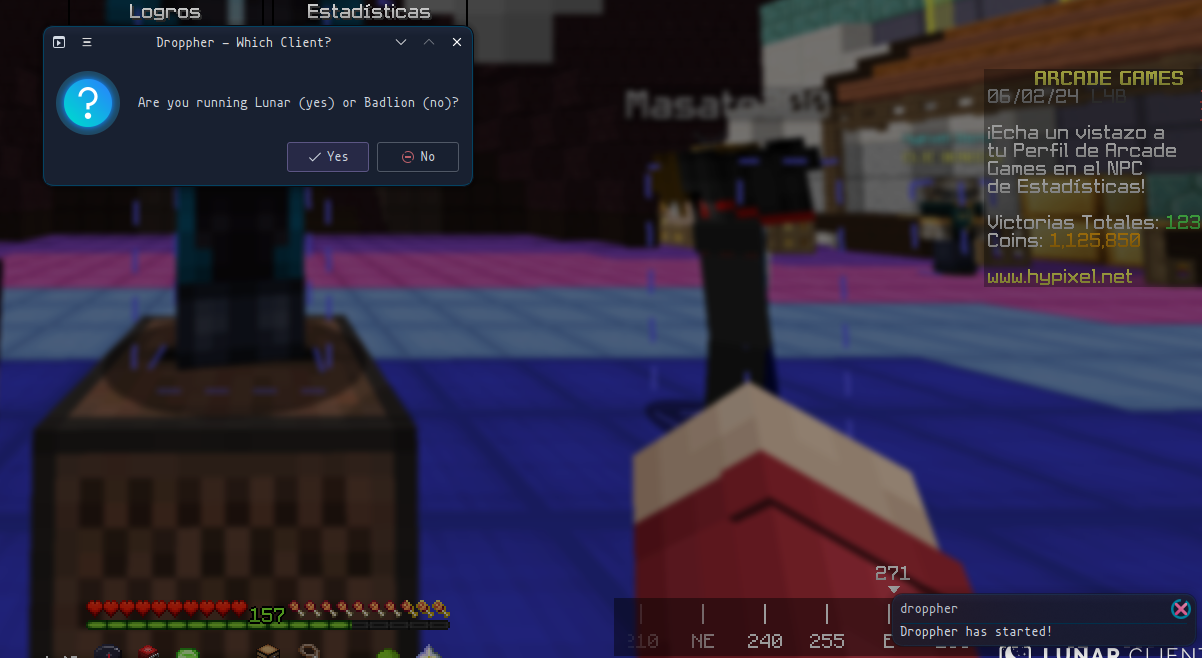 Logros
Estadísticas
Droppher – Which Client?
Are you running Lunar (yes) or Badlion (no)?
Yes
No
ARCADE GAMES
06/02/24 L4B
¡Echa un vistazo a
tu Perfil de Arcade
Games en el NPC
de Estadísticas!
Victorias Totales: 123
Coins: 1,125,850
www.hypixel.net
157
271
NE
240
255
E
droppher
Droppher has started!
LUNAR CLIEN